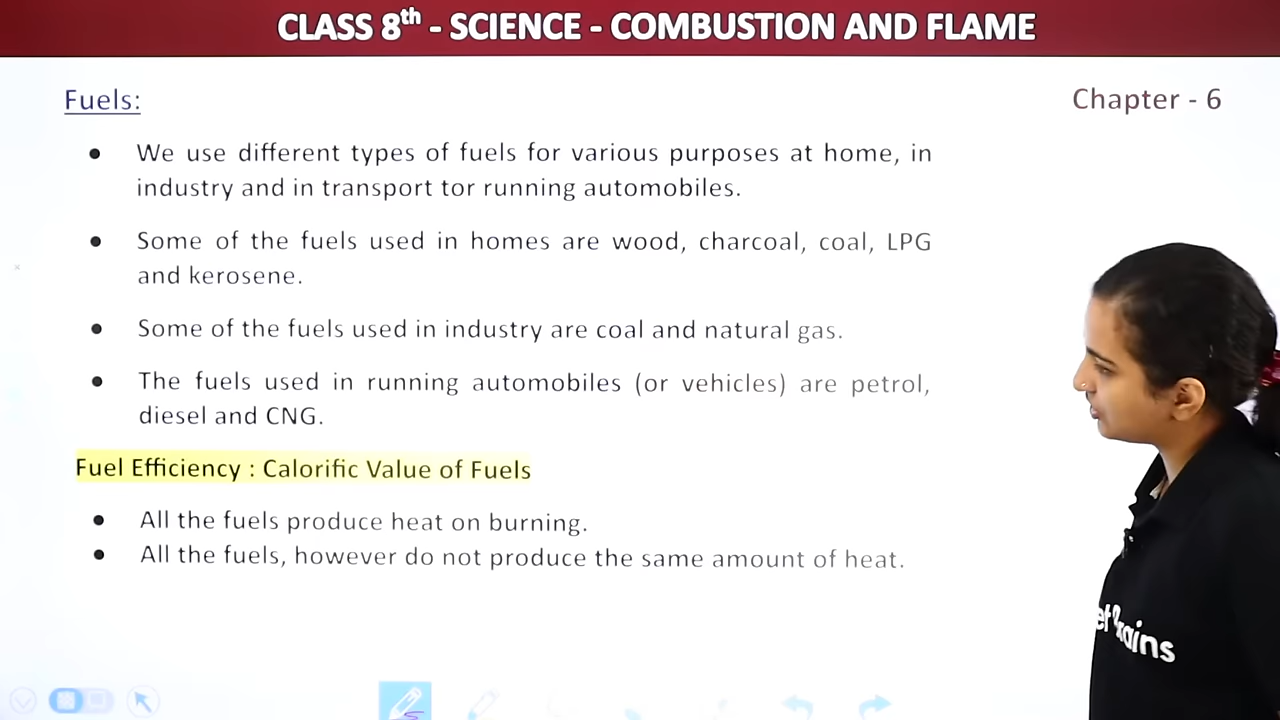 CLASS 8th - SCIENCE - COMBUSTION AND FLAME
Fuels:
Chapter - 6
● We use different types of fuels for various purposes at home, in
industry and in transport tor running automobiles.
● Some of the fuels used in homes are wood, charcoal, coal, LPG
and kerosene.
● Some of the fuels used in industry are coal and natural gas.
● The fuels used in running automobiles (or vehicles) are petrol,
diesel and CNG.
Fuel Efficiency : Calorific Value of Fuels
● All the fuels produce heat on burning.
● All the fuels, however do not produce the same amount of heat.